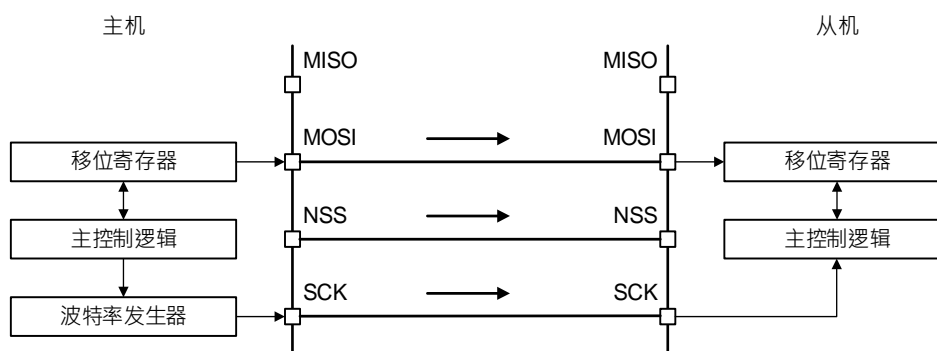 主机
从机
MISO
MISO
MOSI
MOSI
移位寄存器
移位寄存器
NSS
NSS
主控制逻辑
主控制逻辑
SCK
SCK
波特率发生器